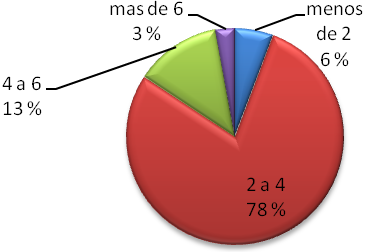 mas de 6
3 %
menos
de 2
6 %
4 a 6
13 %
2 a 4
78 %